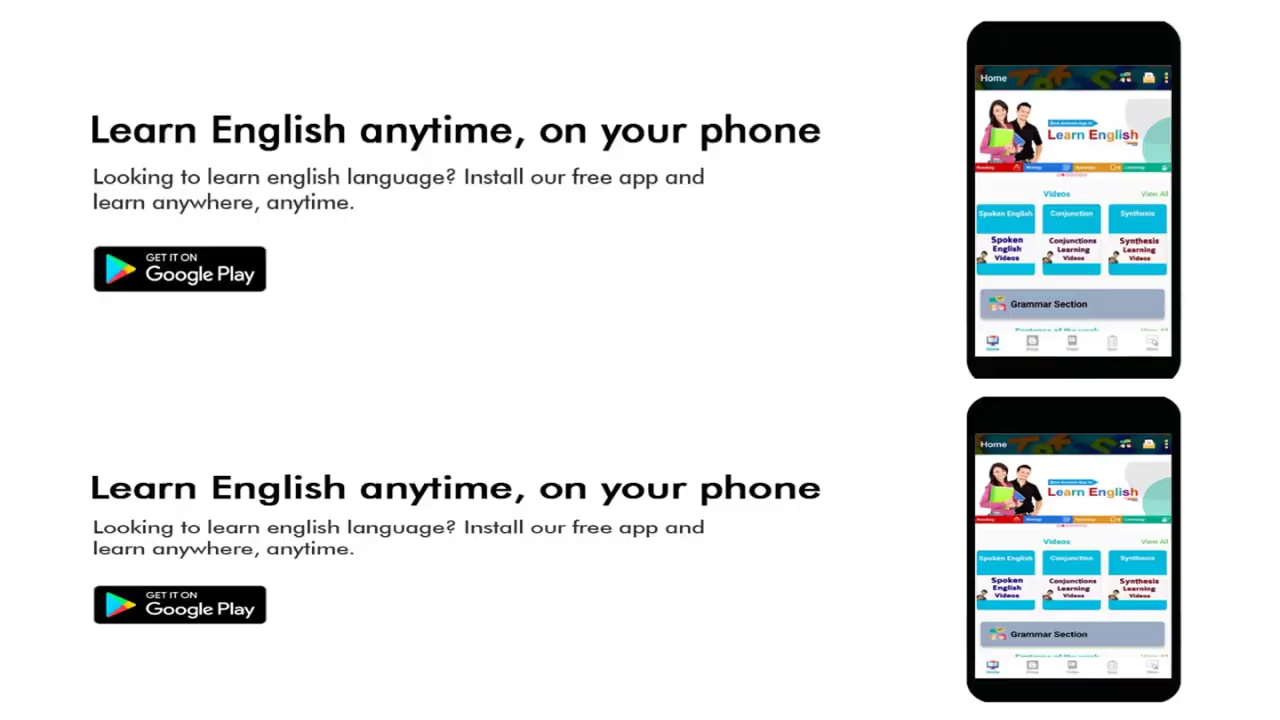 Learn English anytime, on your phone
Looking to learn english language? Install our free app and
learn anywhere, anytime.
GET IT ON
Google Play
Home
Learn English
Videos
View All
Spoken English
Conjunction
Synthesis
Spoken
English
Videos
Conjunctions
Learning
Videos
Synthesis
Learning
Videos
Grammar Section
Home
Learn English anytime, on your phone
Looking to learn english language? Install our free app and
learn anywhere, anytime.
GET IT ON
Google Play
Home
Learn English
Videos
View All
Spoken English
Conjunction
Synthesis
Spoken
English
Videos
Conjunctions
Learning
Videos
Synthesis
Learning
Videos
Grammar Section
Home